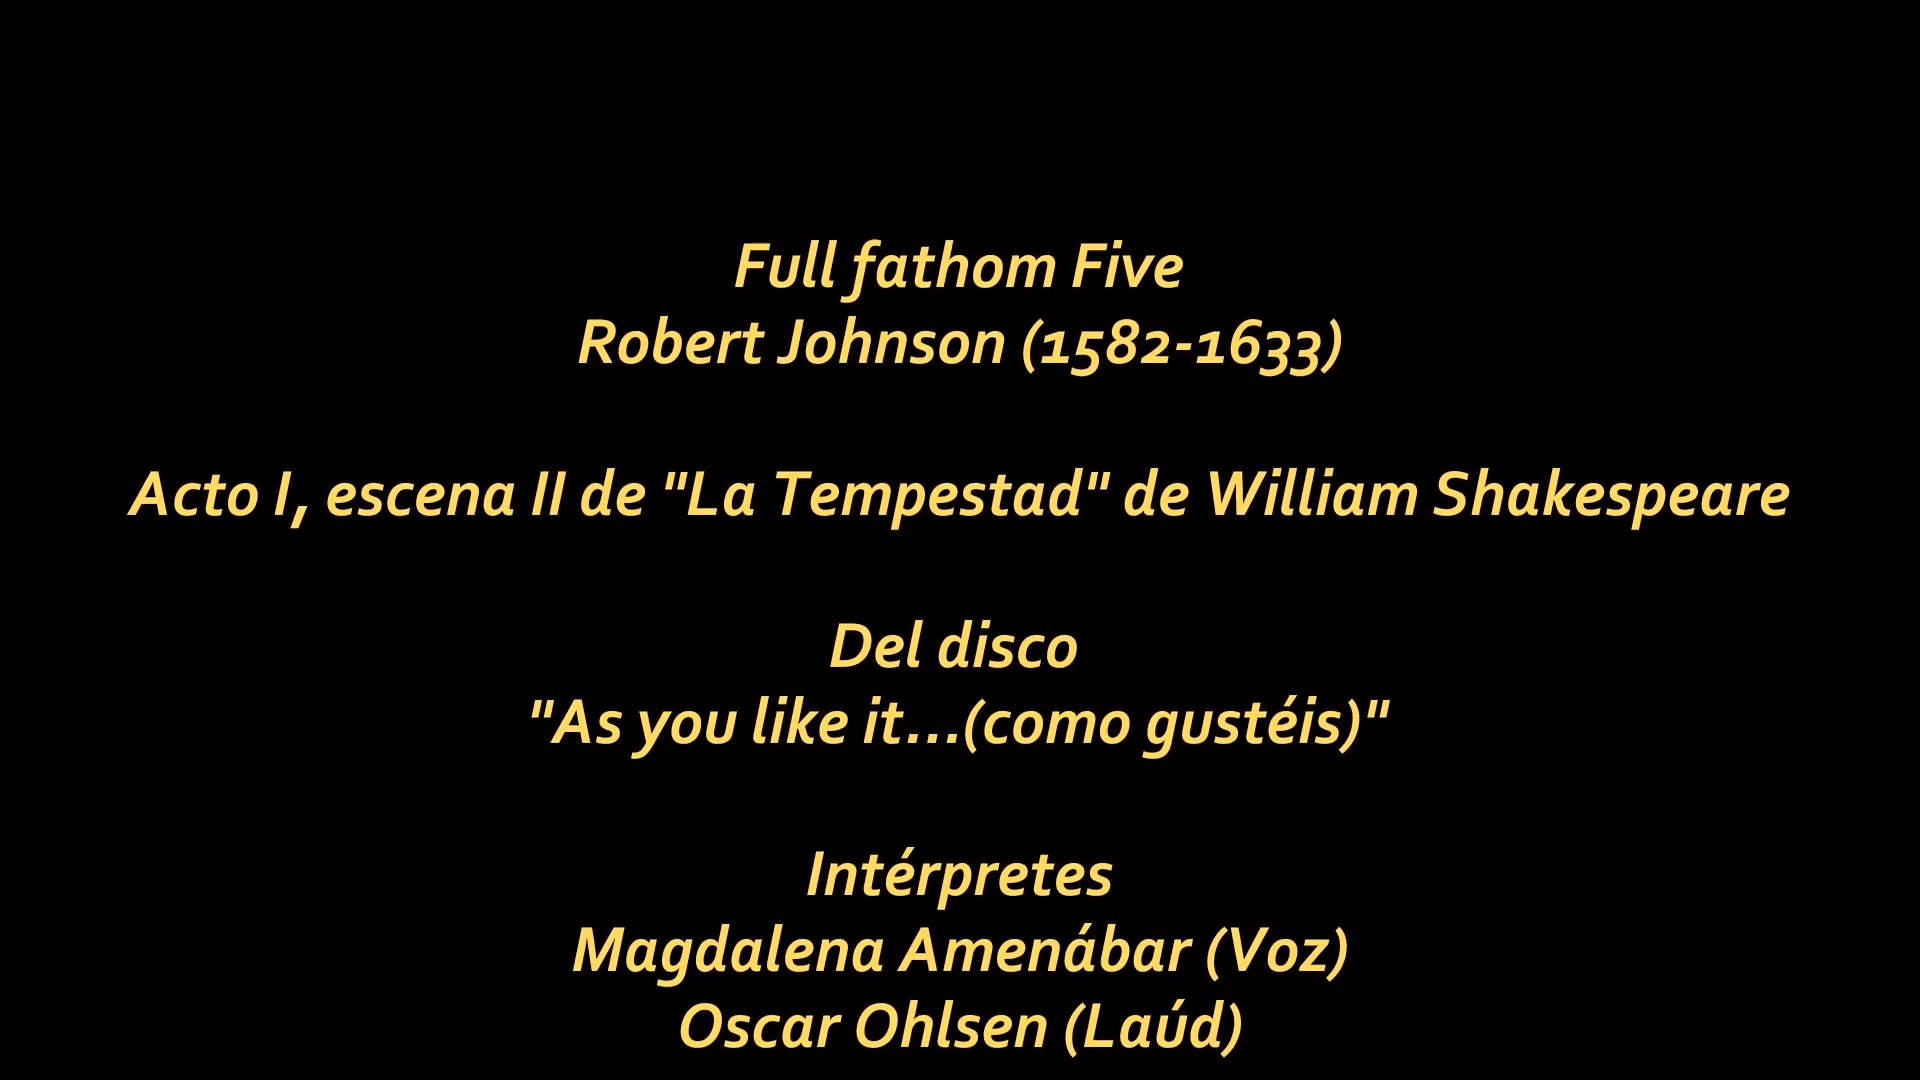 Full fathom Five
Robert Johnson (1582-1633)
Acto I, escena II de "La Tempestad" de William Shakespeare
Del disco
"As you like it...(como gustéis)"
Intérpretes
Magdalena Amenábar (Voz)
Oscar Ohlsen (Laúd)